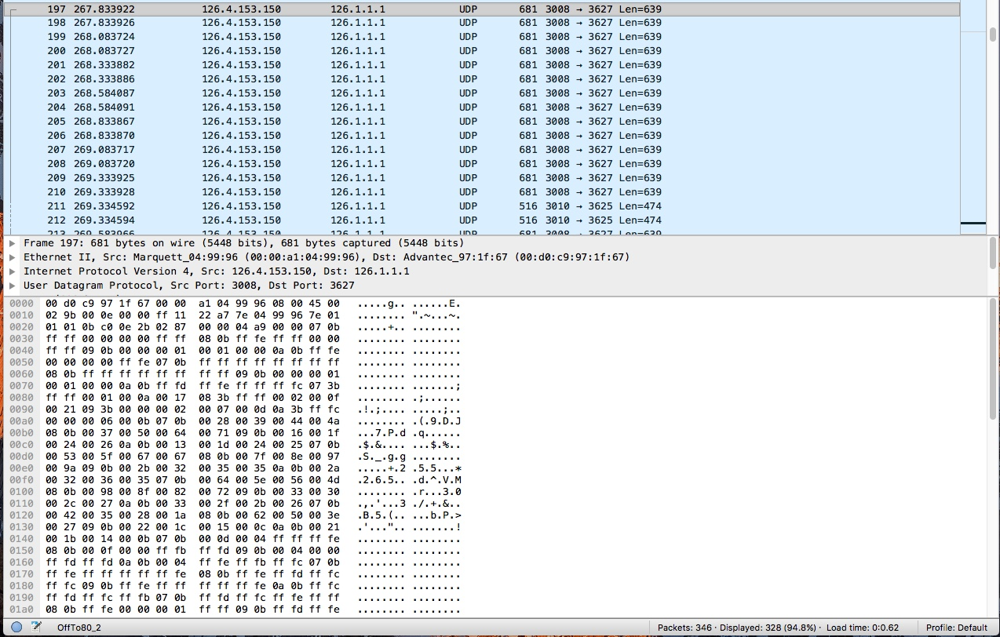 197 267.833922 126.4.153.150 126.1.1.1 UDP 681 3008 → 3627 Len=639
198 267.833926 126.4.153.150 126.1.1.1 UDP 681 3008 → 3627 Len=639
199 268.083724 126.4.153.150 126.1.1.1 UDP 681 3008 → 3627 Len=639
200 268.083727 126.4.153.150 126.1.1.1 UDP 681 3008 → 3627 Len=639
201 268.333882 126.4.153.150 126.1.1.1 UDP 681 3008 → 3627 Len=639
202 268.333886 126.4.153.150 126.1.1.1 UDP 681 3008 → 3627 Len=639
203 268.584087 126.4.153.150 126.1.1.1 UDP 681 3008 → 3627 Len=639
204 268.584091 126.4.153.150 126.1.1.1 UDP 681 3008 → 3627 Len=639
205 268.833867 126.4.153.150 126.1.1.1 UDP 681 3008 → 3627 Len=639
206 268.833870 126.4.153.150 126.1.1.1 UDP 681 3008 → 3627 Len=639
207 269.083717 126.4.153.150 126.1.1.1 UDP 681 3008 → 3627 Len=639
208 269.083720 126.4.153.150 126.1.1.1 UDP 681 3008 → 3627 Len=639
209 269.333925 126.4.153.150 126.1.1.1 UDP 681 3008 → 3627 Len=639
210 269.333928 126.4.153.150 126.1.1.1 UDP 681 3008 → 3627 Len=639
211 269.334592 126.4.153.150 126.1.1.1 UDP 516 3010 → 3625 Len=474
212 269.334594 126.4.153.150 126.1.1.1 UDP 516 3010 → 3625 Len=474
213 269.583966 126.4.153.150 126.1.1.1 UDP 681 3008 → 3627 Len=639
Frame 197: 681 bytes on wire (5448 bits), 681 bytes captured (5448 bits)
Ethernet II, Src: Marquett_04:99:96 (00:00:a1:04:99:96), Dst: Advantec_97:1f:67 (00:d0:c9:97:1f:67)
Internet Protocol Version 4, Src: 126.4.153.150, Dst: 126.1.1.1
User Datagram Protocol, Src Port: 3008, Dst Port: 3627
0000 00 d0 c9 97 1f 67 00 00 a1 04 99 96 08 00 45 00 .....g.. ......E.
0010 02 9b 00 0e 00 00 ff 11 22 a7 7e 04 99 96 7e 01 ........ ".~...~.
0020 01 01 0b c0 0e 2b 02 87 00 00 04 a9 00 00 07 0b .....+.. ........
0030 ff ff 00 00 00 00 ff ff 08 0b ff fe ff ff 00 00 ........ ........
0040 ff ff 09 0b 00 00 00 01 00 01 00 00 0a 0b ff fe ........ ........
0050 00 00 00 00 ff fe 07 0b ff ff ff ff ff ff ff ff ........ ........
0060 08 0b ff ff ff ff ff ff ff ff 09 0b 00 00 00 01 ........ ........
0070 00 01 00 00 0a 0b ff fd ff fe ff ff ff fc 07 3b ........ .......;
0080 ff ff 00 01 00 0a 00 17 08 3b ff ff 00 02 00 0f ........ .;......
0090 00 21 09 3b 00 00 00 02 00 07 00 0d 0a 3b ff fc .!.;.... .....;..
00a0 00 00 00 06 00 0b 07 0b 00 28 00 39 00 44 00 4a ........ .(.9.D.J
00b0 08 0b 00 37 00 50 00 64 00 71 09 0b 00 16 00 1f ...7.P.d .q......
00c0 00 24 00 26 0a 0b 00 13 00 1d 00 24 00 25 07 0b .$.&.... ...$.%..
00d0 00 53 00 5f 00 67 00 67 08 0b 00 7f 00 8e 00 97 .S._.g.g ........
00e0 00 9a 09 0b 00 2b 00 32 00 35 00 35 0a 0b 00 2a .....+.2 .5.5...*
00f0 00 32 00 36 00 35 07 0b 00 64 00 5e 00 56 00 4d .2.6.5.. .d.^.V.M
0100 08 0b 00 98 00 8f 00 82 00 72 09 0b 00 33 00 30 ........ .r...3.0
0110 00 2c 00 27 0a 0b 00 33 00 2f 00 2b 00 26 07 0b .,.'...3 ./.+.&..
0120 00 42 00 35 00 28 00 1a 08 0b 00 62 00 50 00 3e .B.5.(.. ...b.P.>
0130 00 27 09 0b 00 22 00 1c 00 15 00 0c 0a 0b 00 21 .'...".. .......!
0140 00 1b 00 14 00 0b 07 0b 00 0d 00 04 ff ff ff fe ........ ........
0150 08 0b 00 0f 00 00 ff fb ff fd 09 0b 00 04 00 00 ........ ........
0160 ff fd ff fd 0a 0b 00 04 ff fe ff fb ff fc 07 0b ........ ........
0170 ff fe ff ff ff ff ff fe 08 0b ff fe ff fd ff fc ........ ........
0180 ff fc 09 0b ff fe ff ff ff ff ff fe 0a 0b ff fc ........ ........
0190 ff fd ff fc ff fb 07 0b ff fd ff fc ff fe ff ff ........ ........
01a0 08 0b ff fe 00 00 00 01 ff ff 09 0b ff fd ff fe ........ ........
OffTo80_2 Packets: 346 · Displayed: 328 (94.8%) · Load time: 0:0.62 Profile: Default